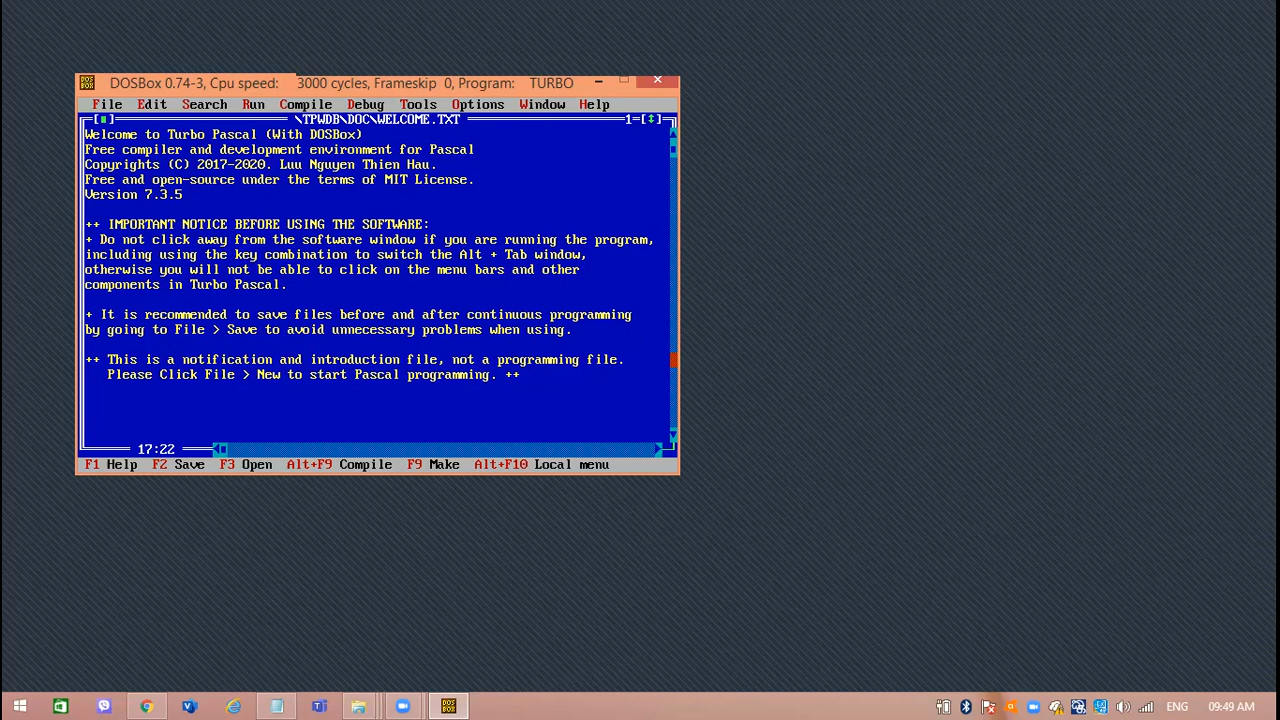 DOSBox 0.74-3, Cpu speed: 3000 cycles, Frameskip 0, Program: TURBO
File Edit Search Run Compile Debug Tools Options Window Help
\TPWDB\DOC\WELCOME.TXT 1
Welcome to Turbo Pascal (With DOSBox)
Free compiler and development environment for Pascal
Copyrights (C) 2017-2020. Luu Nguyen Thien Hau.
Free and open-source under the terms of MIT License.
Version 7.3.5
++ IMPORTANT NOTICE BEFORE USING THE SOFTWARE:
+ Do not click away from the software window if you are running the program,
including using the key combination to switch the Alt + Tab window,
otherwise you will not be able to click on the menu bars and other
components in Turbo Pascal.
+ It is recommended to save files before and after continuous programming
by going to File > Save to avoid unnecessary problems when using.
++ This is a notification and introduction file, not a programming file.
Please Click File > New to start Pascal programming. ++
17:22
F1 Help F2 Save F3 Open Alt+F9 Compile F9 Make Alt+F10 Local menu
ENG 09:49 AM